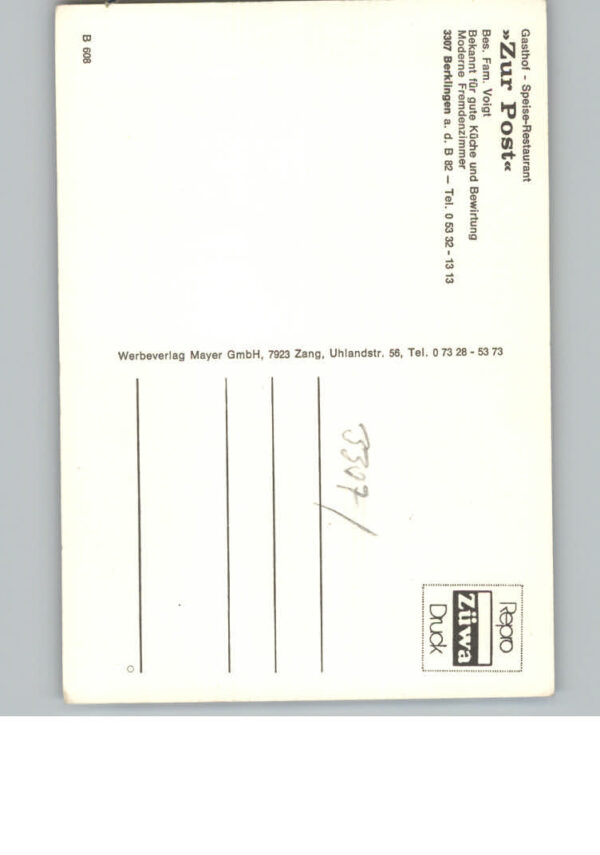 Gasthof - Speise-Restaurant
»Zur Post«
Bes. Fam. Voigt
Bekannt für gute Küche und Bewirtung
Moderne Fremdenzimmer
3307 Berklingen a. d. B 82 — Tel. 0 53 32 - 13 13
B 608
Werbeverlag Mayer GmbH, 7923 Zang, Uhlandstr. 56, Tel. 0 73 28 - 53 73
Repro
Züwa
Druck
3307/